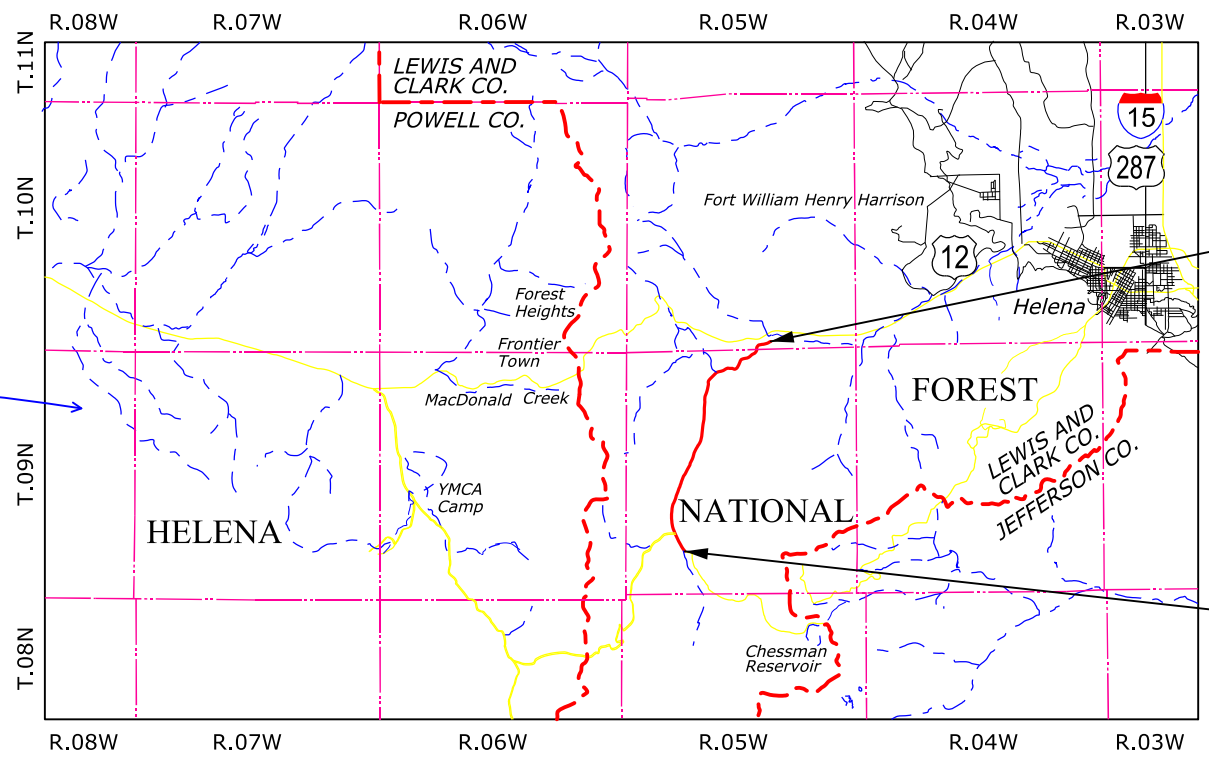 R.08W R.07W R.06W R.05W R.04W R.03W
T.11N
LEWIS AND
CLARK CO.
POWELL CO.
15
287
T.10N
Fort William Henry Harrison
12
Forest
Heights
Helena
Frontier
Town
MacDonald Creek
FOREST
T.09N
LEWIS AND
CLARK CO.
JEFFERSON CO.
YMCA
Camp
HELENA
NATIONAL
T.08N
Chessman
Reservoir
R.08W R.07W R.06W R.05W R.04W R.03W